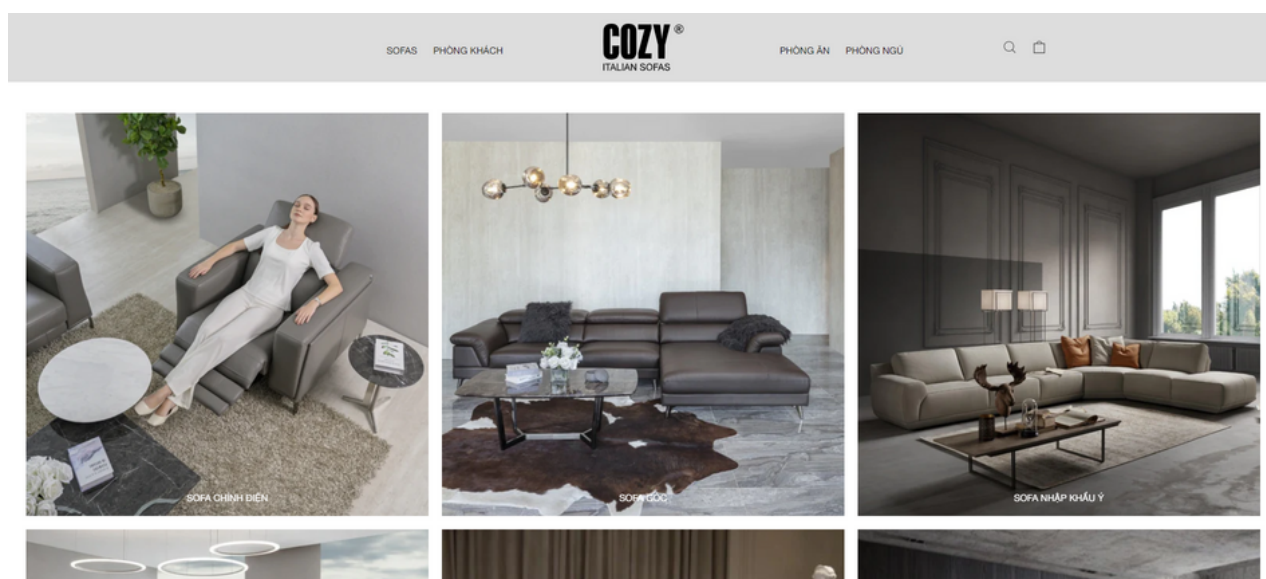 SOFAS
PHÒNG KHÁCH
COZY®
ITALIAN SOFAS
PHÒNG ĂN
PHÒNG NGỦ
SOFA CHỈNH ĐIỆN
SOFA GÓC
SOFA NHẬP KHẨU Ý